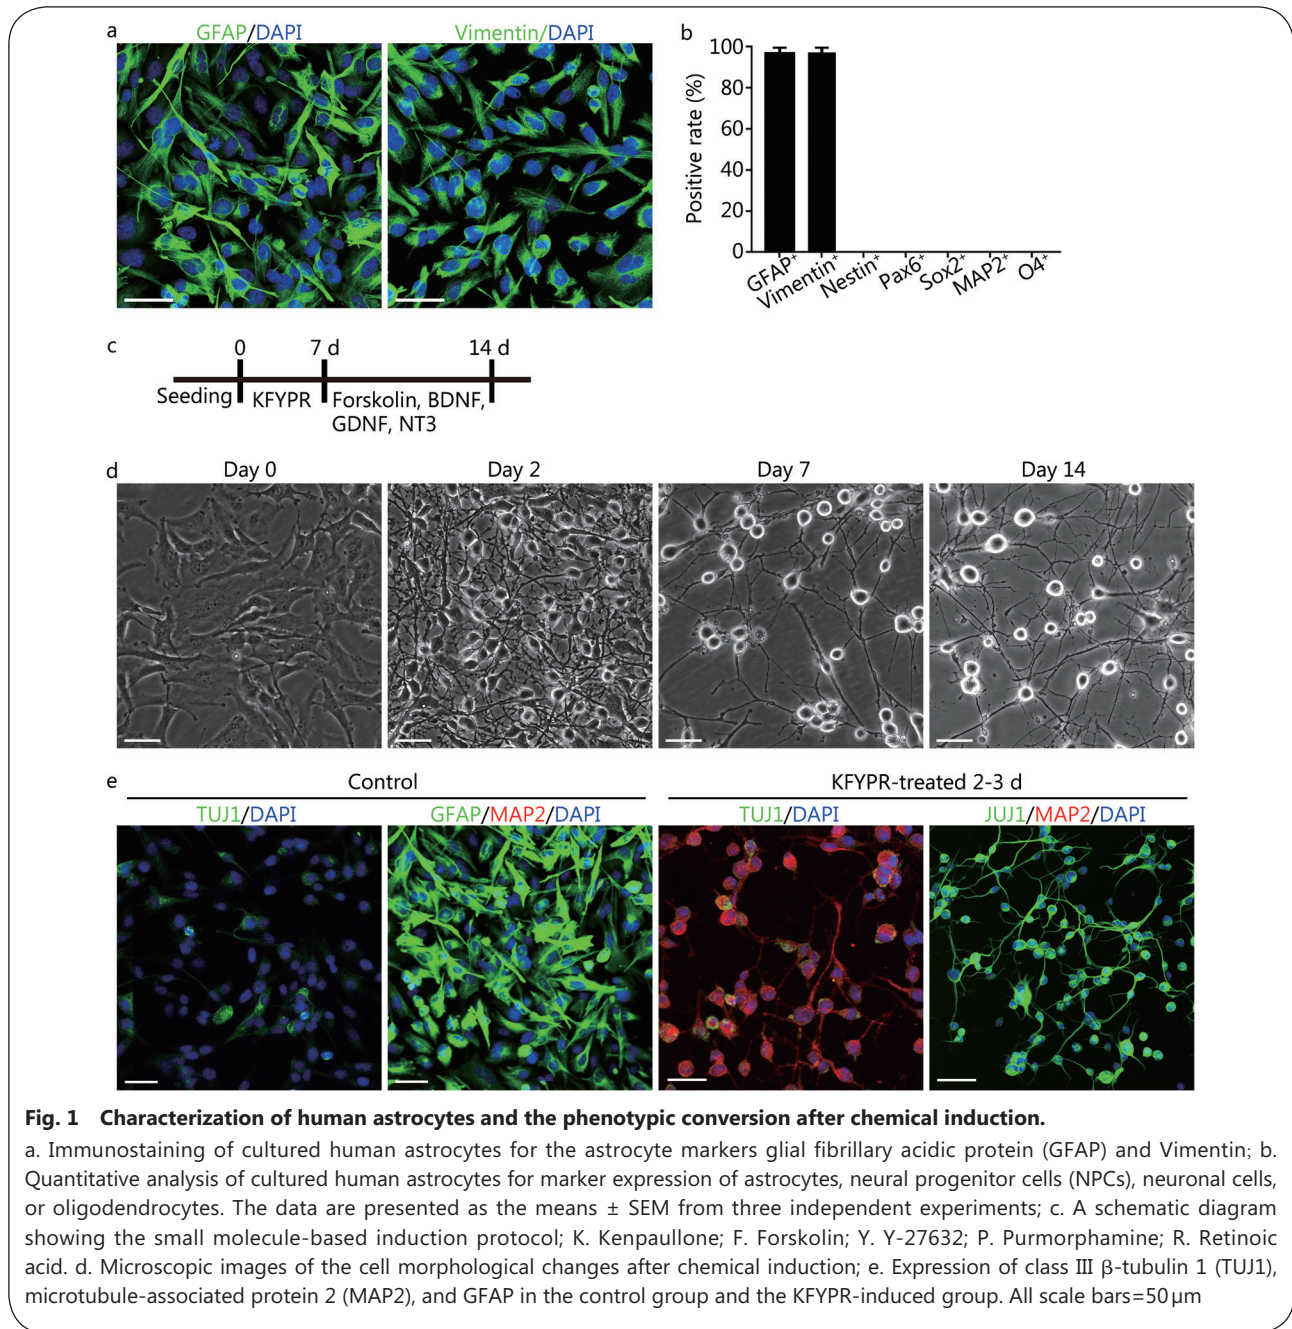 a
GFAP/DAPI
Vimentin/DAPI
b
Positive rate (%)
100
80
60
40
20
0
GFAP⁺
Vimentin⁺
Nestin⁺
Pax6⁺
Sox2⁺
MAP2⁺
O4⁺
c
0
7 d
14 d
Seeding
KFYPR
Forskolin, BDNF,
GDNF, NT3
d
Day 0
Day 2
Day 7
Day 14
e
Control
KFYPR-treated 2-3 d
TUJ1/DAPI
GFAP/MAP2/DAPI
TUJ1/DAPI
JUJ1/MAP2/DAPI
Fig. 1 Characterization of human astrocytes and the phenotypic conversion after chemical induction.
a. Immunostaining of cultured human astrocytes for the astrocyte markers glial fibrillary acidic protein (GFAP) and Vimentin; b.
Quantitative analysis of cultured human astrocytes for marker expression of astrocytes, neural progenitor cells (NPCs), neuronal cells,
or oligodendrocytes. The data are presented as the means ± SEM from three independent experiments; c. A schematic diagram
showing the small molecule-based induction protocol; K. Kenpaullone; F. Forskolin; Y. Y-27632; P. Purmorphamine; R. Retinoic
acid. d. Microscopic images of the cell morphological changes after chemical induction; e. Expression of class III β-tubulin 1 (TUJ1),
microtubule-associated protein 2 (MAP2), and GFAP in the control group and the KFYPR-induced group. All scale bars=50 μm